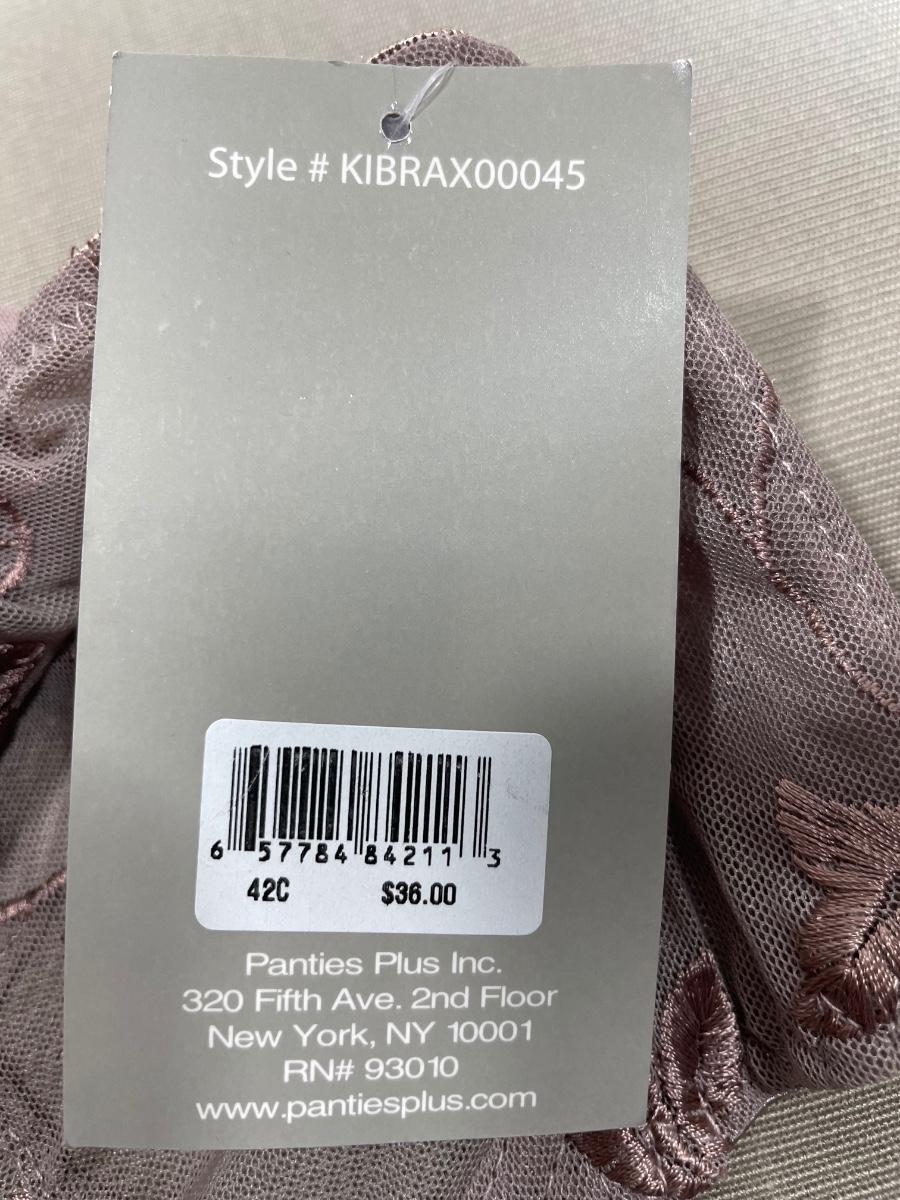 Style # KIBRAX00045
6 57784 84211 3
42C $36.00
Panties Plus Inc.
320 Fifth Ave. 2nd Floor
New York, NY 10001
RN# 93010
www.pantiesplus.com